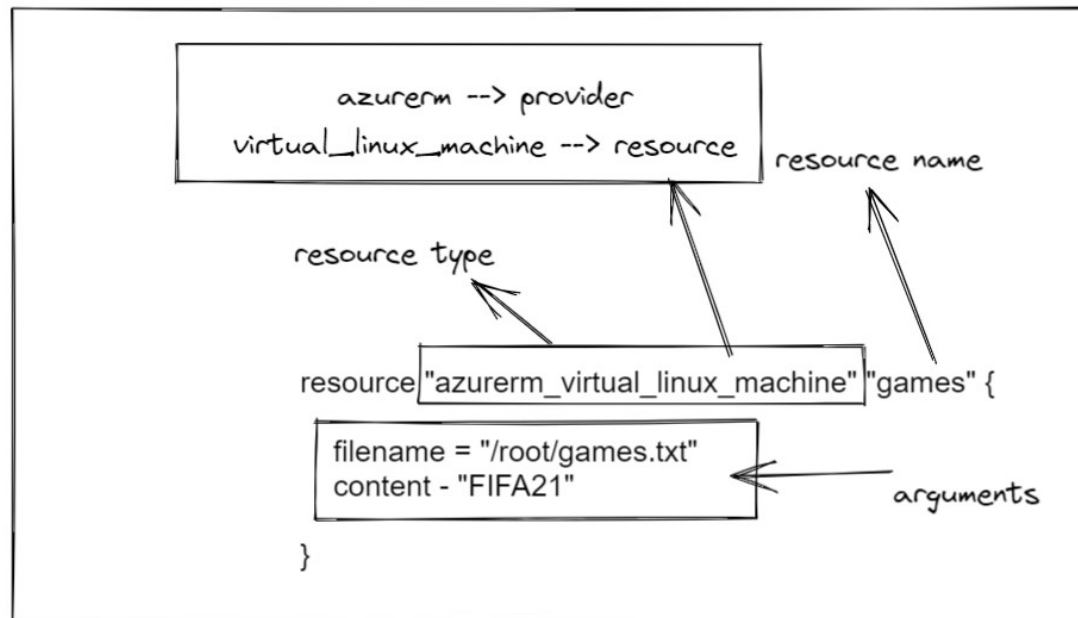 azurerm --> provider
virtual_linux_machine --> resource
resource name
resource type
resource "azurerm_virtual_linux_machine" "games" {
filename = "/root/games.txt"
content - "FIFA21"
arguments
}